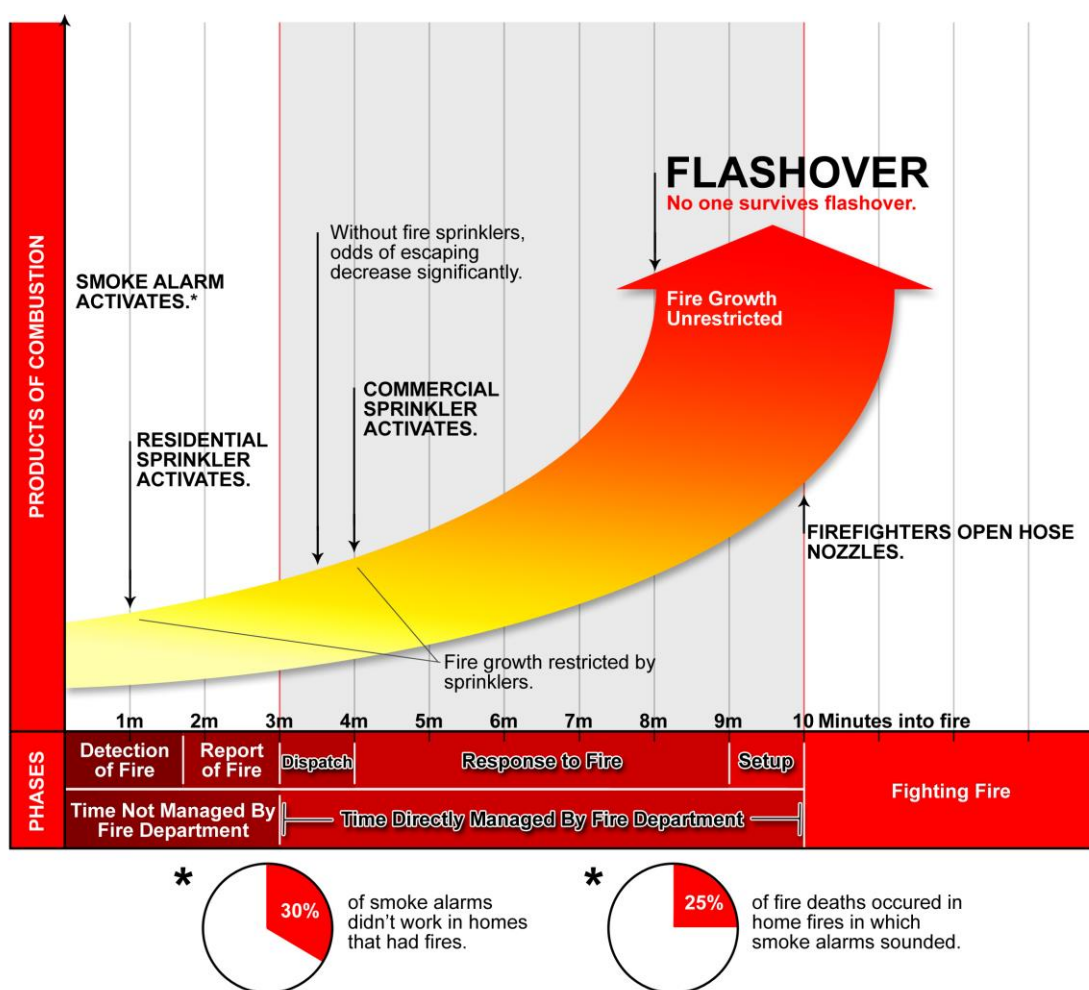 PRODUCTS OF COMBUSTION
SMOKE ALARM
ACTIVATES.*
RESIDENTIAL
SPRINKLER
ACTIVATES.
Without fire sprinklers,
odds of escaping
decrease significantly.
COMMERCIAL
SPRINKLER
ACTIVATES.
FLASHOVER
No one survives flashover.
Fire Growth
Unrestricted
FIREFIGHTERS OPEN HOSE
NOZZLES.
Fire growth restricted by
sprinklers.
1m 2m 3m 4m 5m 6m 7m 8m 9m 10 Minutes into fire
PHASES
Detection
of Fire
Report
of Fire
Dispatch
Response to Fire
Setup
Fighting Fire
Time Not Managed By
Fire Department
Time Directly Managed By Fire Department
*
30%
of smoke alarms
didn't work in homes
that had fires.
*
25%
of fire deaths occured in
home fires in which
smoke alarms sounded.